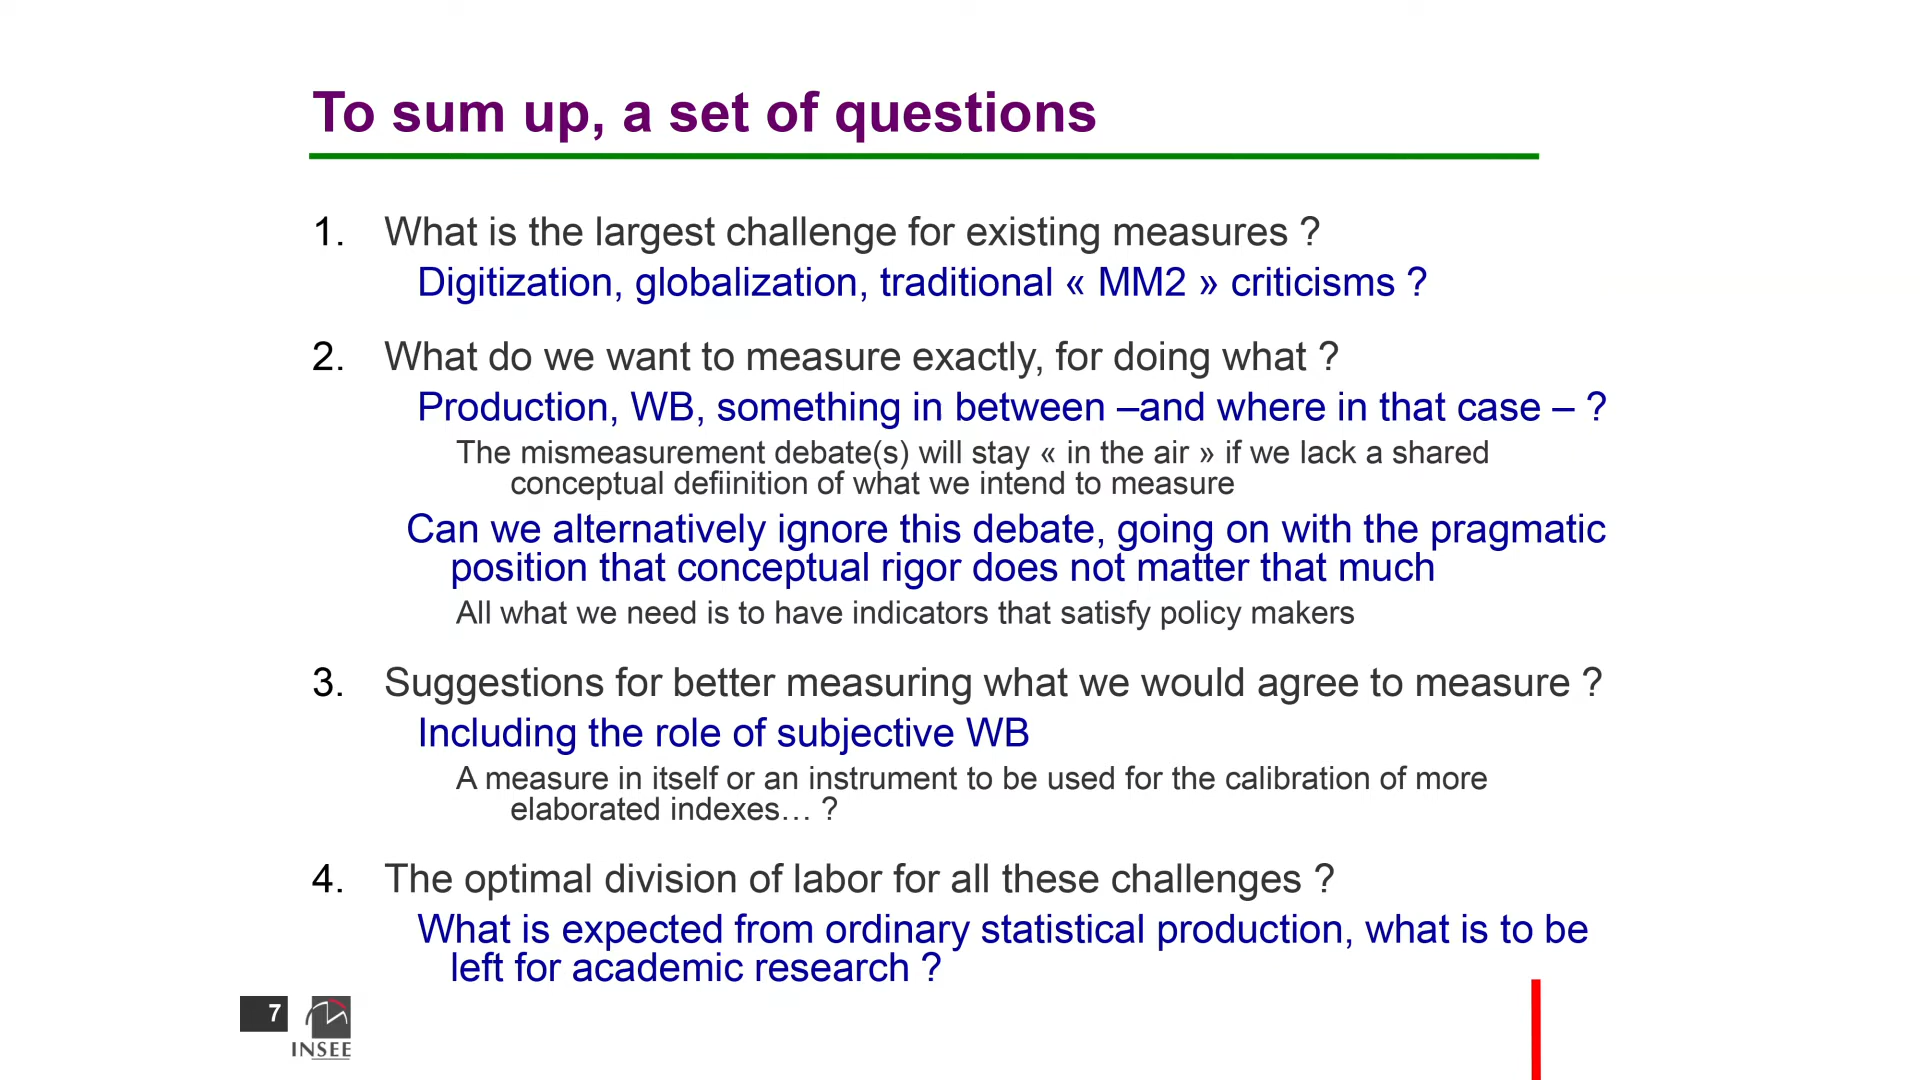 To sum up, a set of questions
1. What is the largest challenge for existing measures ?
Digitization, globalization, traditional « MM2 » criticisms ?
2. What do we want to measure exactly, for doing what ?
Production, WB, something in between –and where in that case – ?
The mismeasurement debate(s) will stay « in the air » if we lack a shared
conceptual defiinition of what we intend to measure
Can we alternatively ignore this debate, going on with the pragmatic
position that conceptual rigor does not matter that much
All what we need is to have indicators that satisfy policy makers
3. Suggestions for better measuring what we would agree to measure ?
Including the role of subjective WB
A measure in itself or an instrument to be used for the calibration of more
elaborated indexes… ?
4. The optimal division of labor for all these challenges ?
What is expected from ordinary statistical production, what is to be
left for academic research ?
7
INSEE